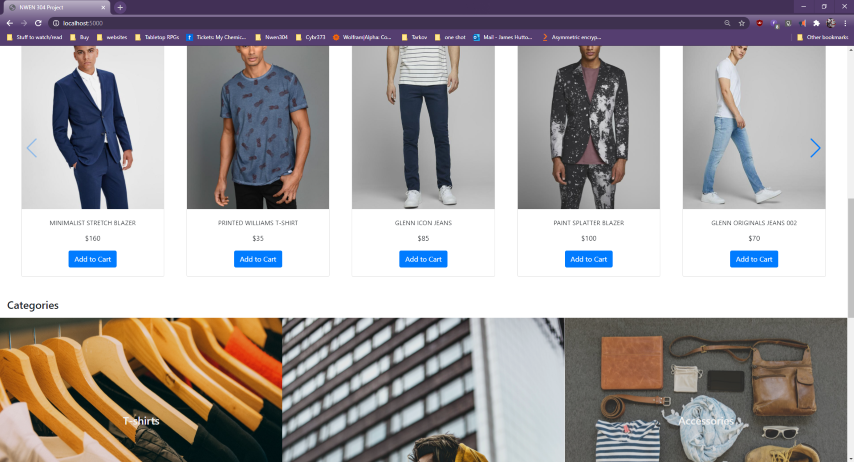 NWEN 304 Project
localhost:5000
Stuff to watch/read
Buy
websites
Tabletop RPGs
Tickets: My Chemic...
Nwen304
Cybr373
Wolfram|Alpha: Co...
Tarkov
one shot
Mail - James Hutto...
Asymmetric encryp...
Other bookmarks
MINIMALIST STRETCH BLAZER
$160
Add to Cart
PRINTED WILLIAMS T-SHIRT
$35
Add to Cart
GLENN ICON JEANS
$85
Add to Cart
PAINT SPLATTER BLAZER
$100
Add to Cart
GLENN ORIGINALS JEANS 002
$70
Add to Cart
Categories
T-shirts
Accessories